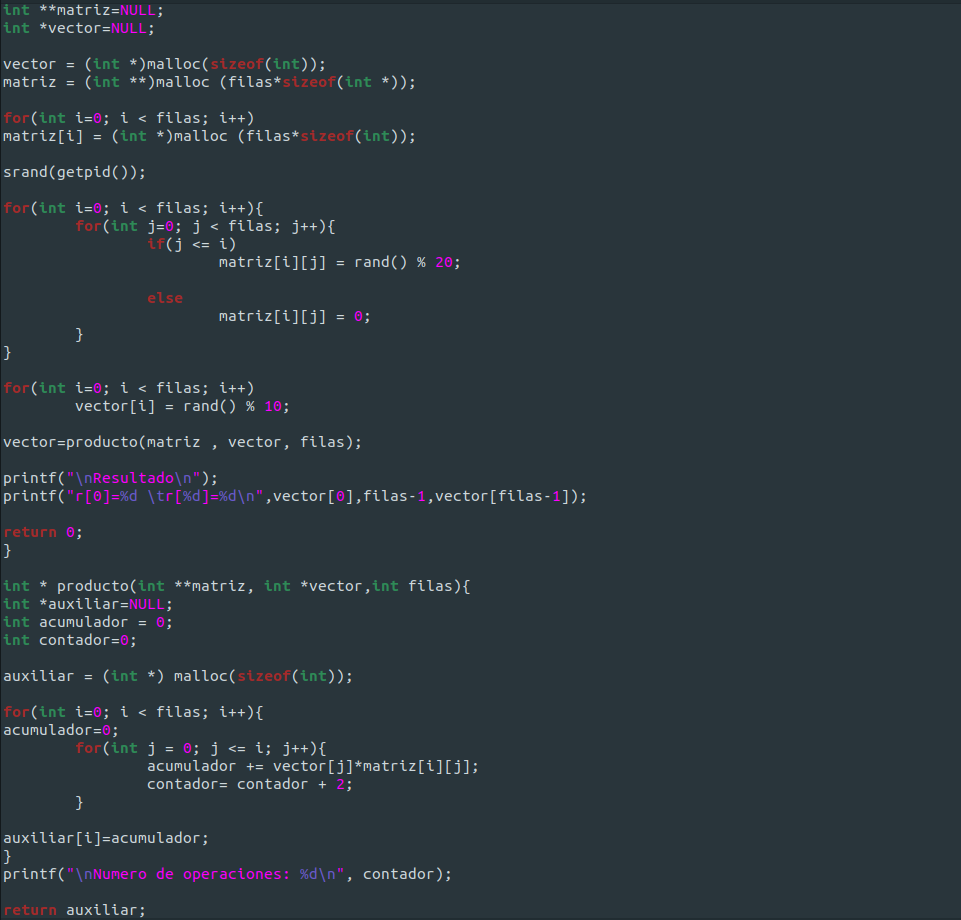 int **matriz=NULL;
int *vector=NULL;
vector = (int *)malloc(sizeof(int));
matriz = (int **)malloc (filas*sizeof(int *));
for(int i=0; i < filas; i++)
matriz[i] = (int *)malloc (filas*sizeof(int));
srand(getpid());
for(int i=0; i < filas; i++){
for(int j=0; j < filas; j++){
if(j <= i)
matriz[i][j] = rand() % 20;
else
matriz[i][j] = 0;
}
}
for(int i=0; i < filas; i++)
vector[i] = rand() % 10;
vector=producto(matriz , vector, filas);
printf("\nResultado\n");
printf("r[0]=%d \tr[%d]=%d\n",vector[0],filas-1,vector[filas-1]);
return 0;
}
int * producto(int **matriz, int *vector,int filas){
int *auxiliar=NULL;
int acumulador = 0;
int contador=0;
auxiliar = (int *) malloc(sizeof(int));
for(int i=0; i < filas; i++){
acumulador=0;
for(int j = 0; j <= i; j++){
acumulador += vector[j]*matriz[i][j];
contador= contador + 2;
}
auxiliar[i]=acumulador;
}
printf("\nNumero de operaciones: %d\n", contador);
return auxiliar;